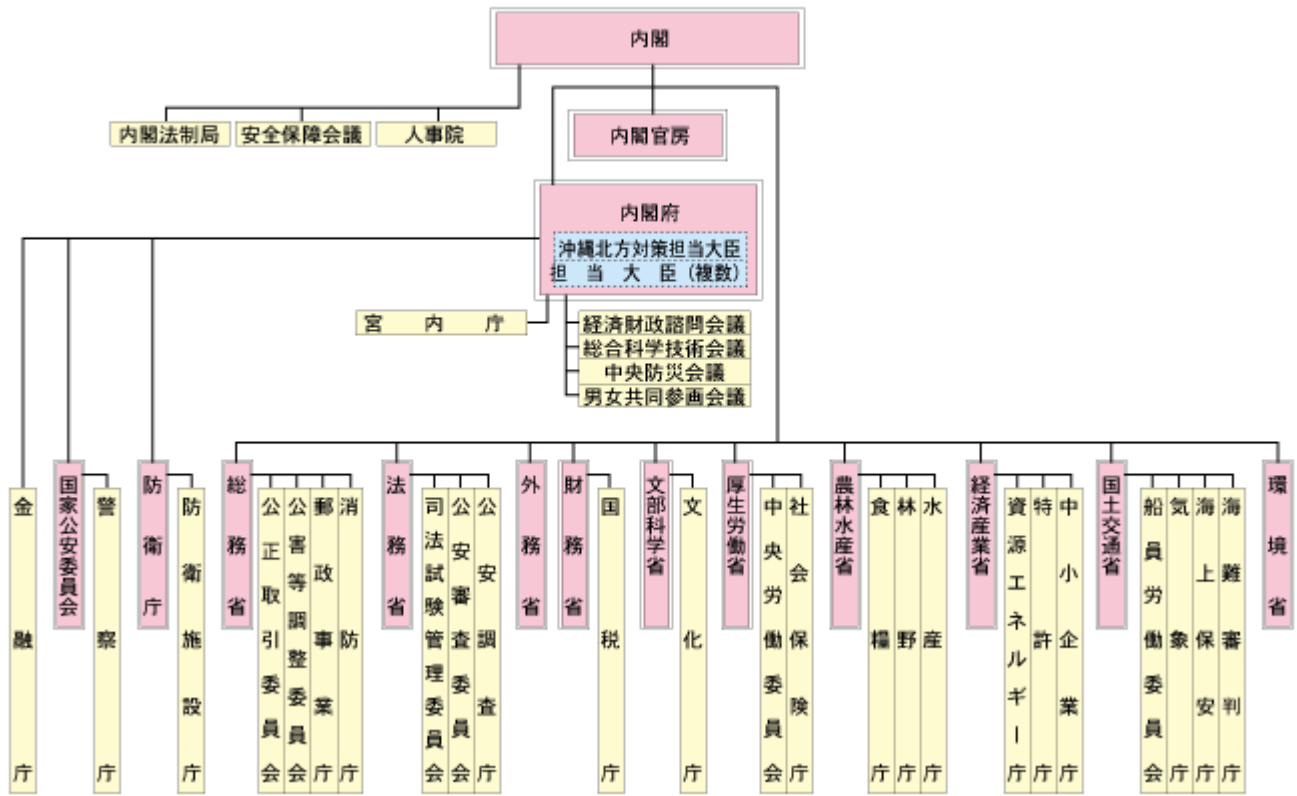 内閣
内閣法制局
安全保障会議
人事院
内閣官房
内閣府
沖縄北方対策担当大臣
担当大臣（複数）
宮内庁
経済財政諮問会議
総合科学技術会議
中央防災会議
男女共同参画会議
金融庁
国家公安委員会
警察庁
防衛庁
防衛施設庁
総務省
公正取引委員会
公害等調整委員会
郵政事業庁
消防庁
法務省
司法試験管理委員会
公安審査委員会
公安調査庁
外務省
財務省
国税庁
文部科学省
文化庁
厚生労働省
中央労働委員会
社会保険庁
農林水産省
食糧庁
林野庁
水産庁
経済産業省
資源エネルギー庁
特許庁
中小企業庁
国土交通省
船員労働委員会
気象庁
海上保安庁
海難審判庁
環境省